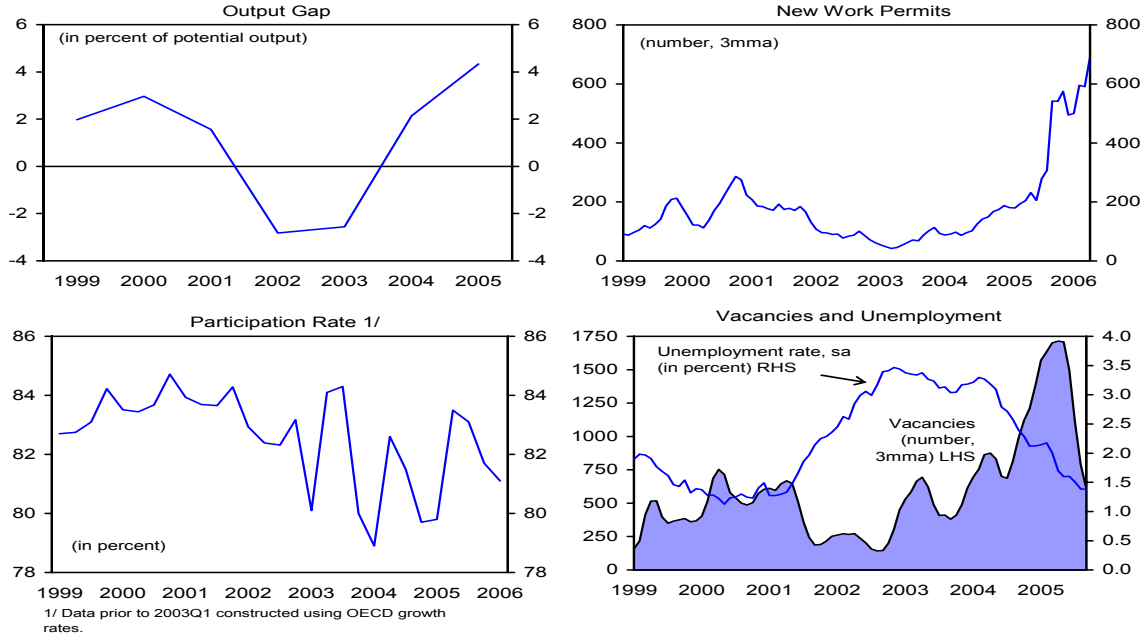 Output Gap
6 6
(in percent of potential output)
4 4
2 2
0 0
-2 -2
-4 -4
1999 2000 2001 2002 2003 2004 2005
New Work Permits
800 800
(number, 3mma)
600 600
400 400
200 200
0 0
1999 2000 2001 2002 2003 2004 2005 2006
Participation Rate 1/
86 86
84 84
82 82
80 80
(in percent)
78 78
1999 2000 2001 2002 2003 2004 2005 2006
1/ Data prior to 2003Q1 constructed using OECD growth
rates.
Vacancies and Unemployment
1750 4.0
Unemployment rate, sa
(in percent) RHS
1500 3.5
1250 3.0
Vacancies
(number,
3mma) LHS
1000 2.5
750 2.0
500 1.5
250 1.0
0 0.5
0.0
1999 2000 2001 2002 2003 2004 2005